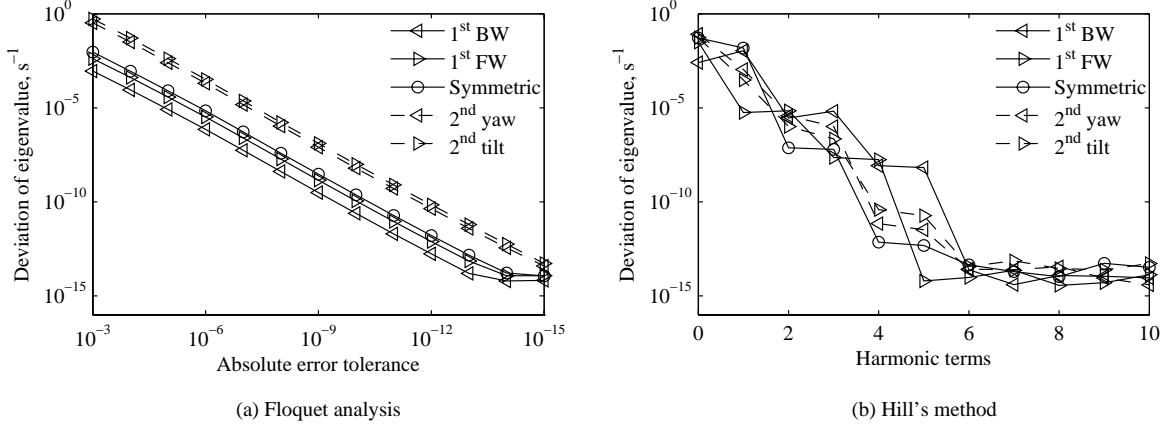 10^0
10^-5
10^-10
10^-15
Deviation of eigenvalue, s^-1
10^-3
10^-6
10^-9
10^-12
10^-15
Absolute error tolerance
1^st BW
1^st FW
Symmetric
2^nd yaw
2^nd tilt
(a) Floquet analysis
10^0
10^-5
10^-10
10^-15
Deviation of eigenvalue, s^-1
0
2
4
6
8
10
Harmonic terms
1^st BW
1^st FW
Symmetric
2^nd yaw
2^nd tilt
(b) Hill's method